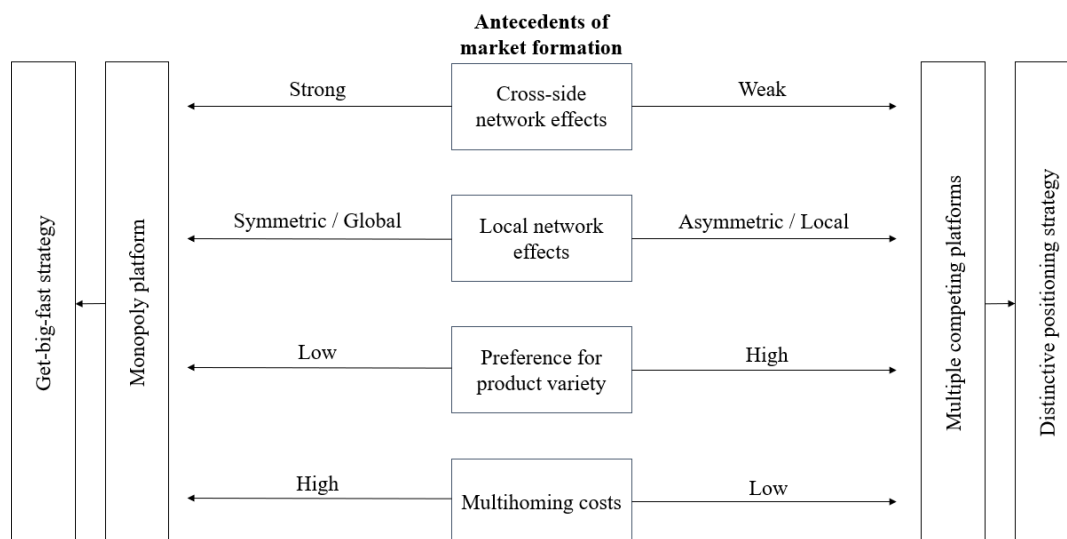 Antecedents of
market formation
Get-big-fast strategy
Monopoly platform
Strong
Cross-side
network effects
Weak
Symmetric / Global
Local network
effects
Asymmetric / Local
Low
Preference for
product variety
High
High
Multihoming costs
Low
Multiple competing platforms
Distinctive positioning strategy